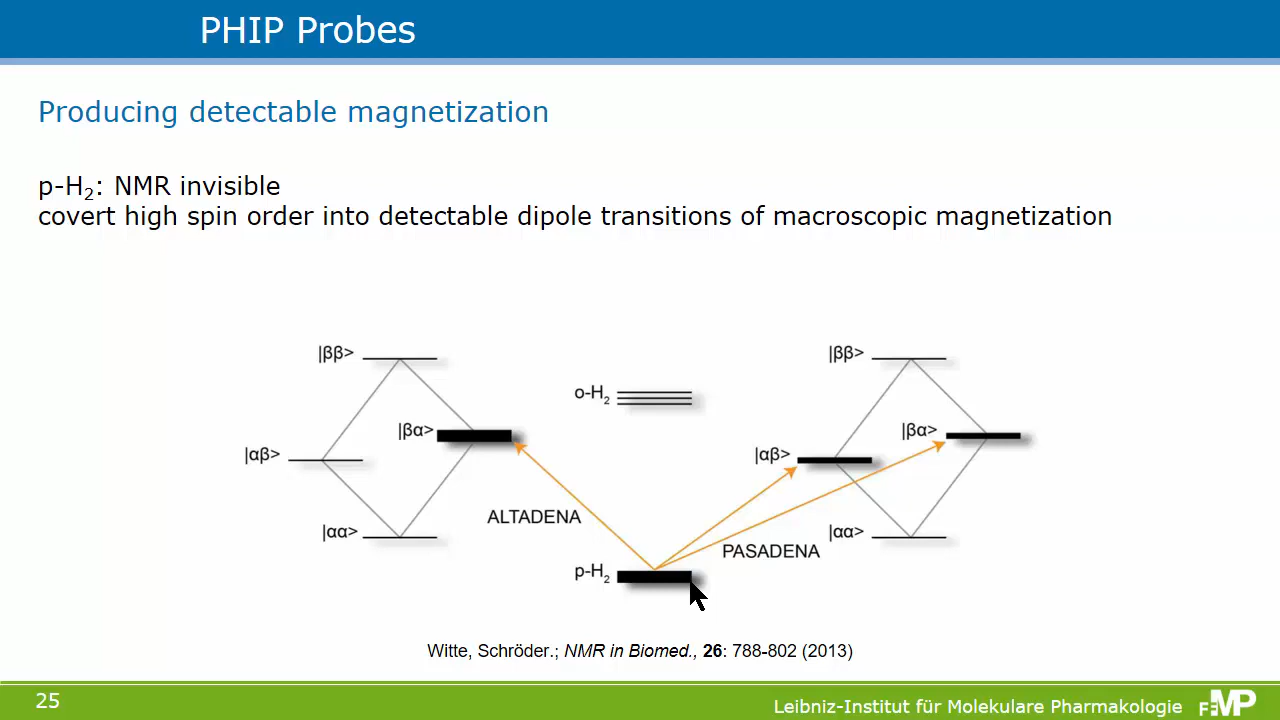 PHIP Probes
Producing detectable magnetization
p-H₂: NMR invisible
covert high spin order into detectable dipole transitions of macroscopic magnetization
|ββ>
|βα>
|αβ>
|αα>
ALTADENA
o-H₂
p-H₂
PASADENA
|ββ>
|βα>
|αβ>
|αα>
Witte, Schröder.; NMR in Biomed., 26: 788-802 (2013)
25
Leibniz-Institut für Molekulare Pharmakologie
FMP